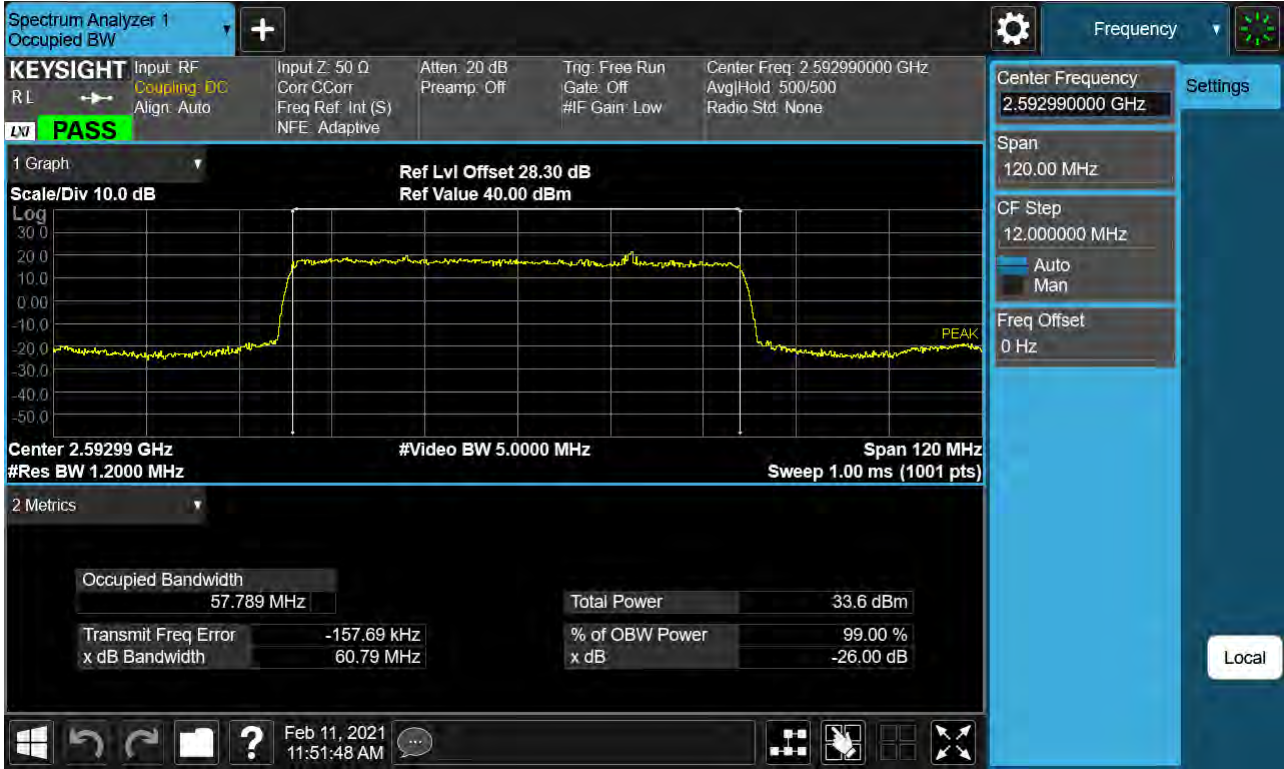 Spectrum Analyzer 1
Occupied BW
+
Frequency
KEYSIGHT
RL
LXI PASS
Input: RF
Coupling: DC
Align: Auto
Input Z: 50 Ω
Corr CCorr
Freq Ref: Int (S)
NFE: Adaptive
Atten: 20 dB
Preamp: Off
Trig: Free Run
Gate: Off
#IF Gain: Low
Center Freq: 2.592990000 GHz
Avg|Hold: 500/500
Radio Std: None
Center Frequency
2.592990000 GHz
Settings
Span
120.00 MHz
CF Step
12.000000 MHz
Auto
Man
Freq Offset
0 Hz
Local
1 Graph
Scale/Div 10.0 dB
Ref Lvl Offset 28.30 dB
Ref Value 40.00 dBm
Log
30.0
20.0
10.0
0.00
-10.0
-20.0
-30.0
-40.0
-50.0
PEAK
Center 2.59299 GHz
#Video BW 5.0000 MHz
Span 120 MHz
#Res BW 1.2000 MHz
Sweep 1.00 ms (1001 pts)
2 Metrics
Occupied Bandwidth
57.789 MHz
Total Power 33.6 dBm
Transmit Freq Error -157.69 kHz
% of OBW Power 99.00 %
x dB Bandwidth 60.79 MHz
x dB -26.00 dB
?
Feb 11, 2021
11:51:48 AM